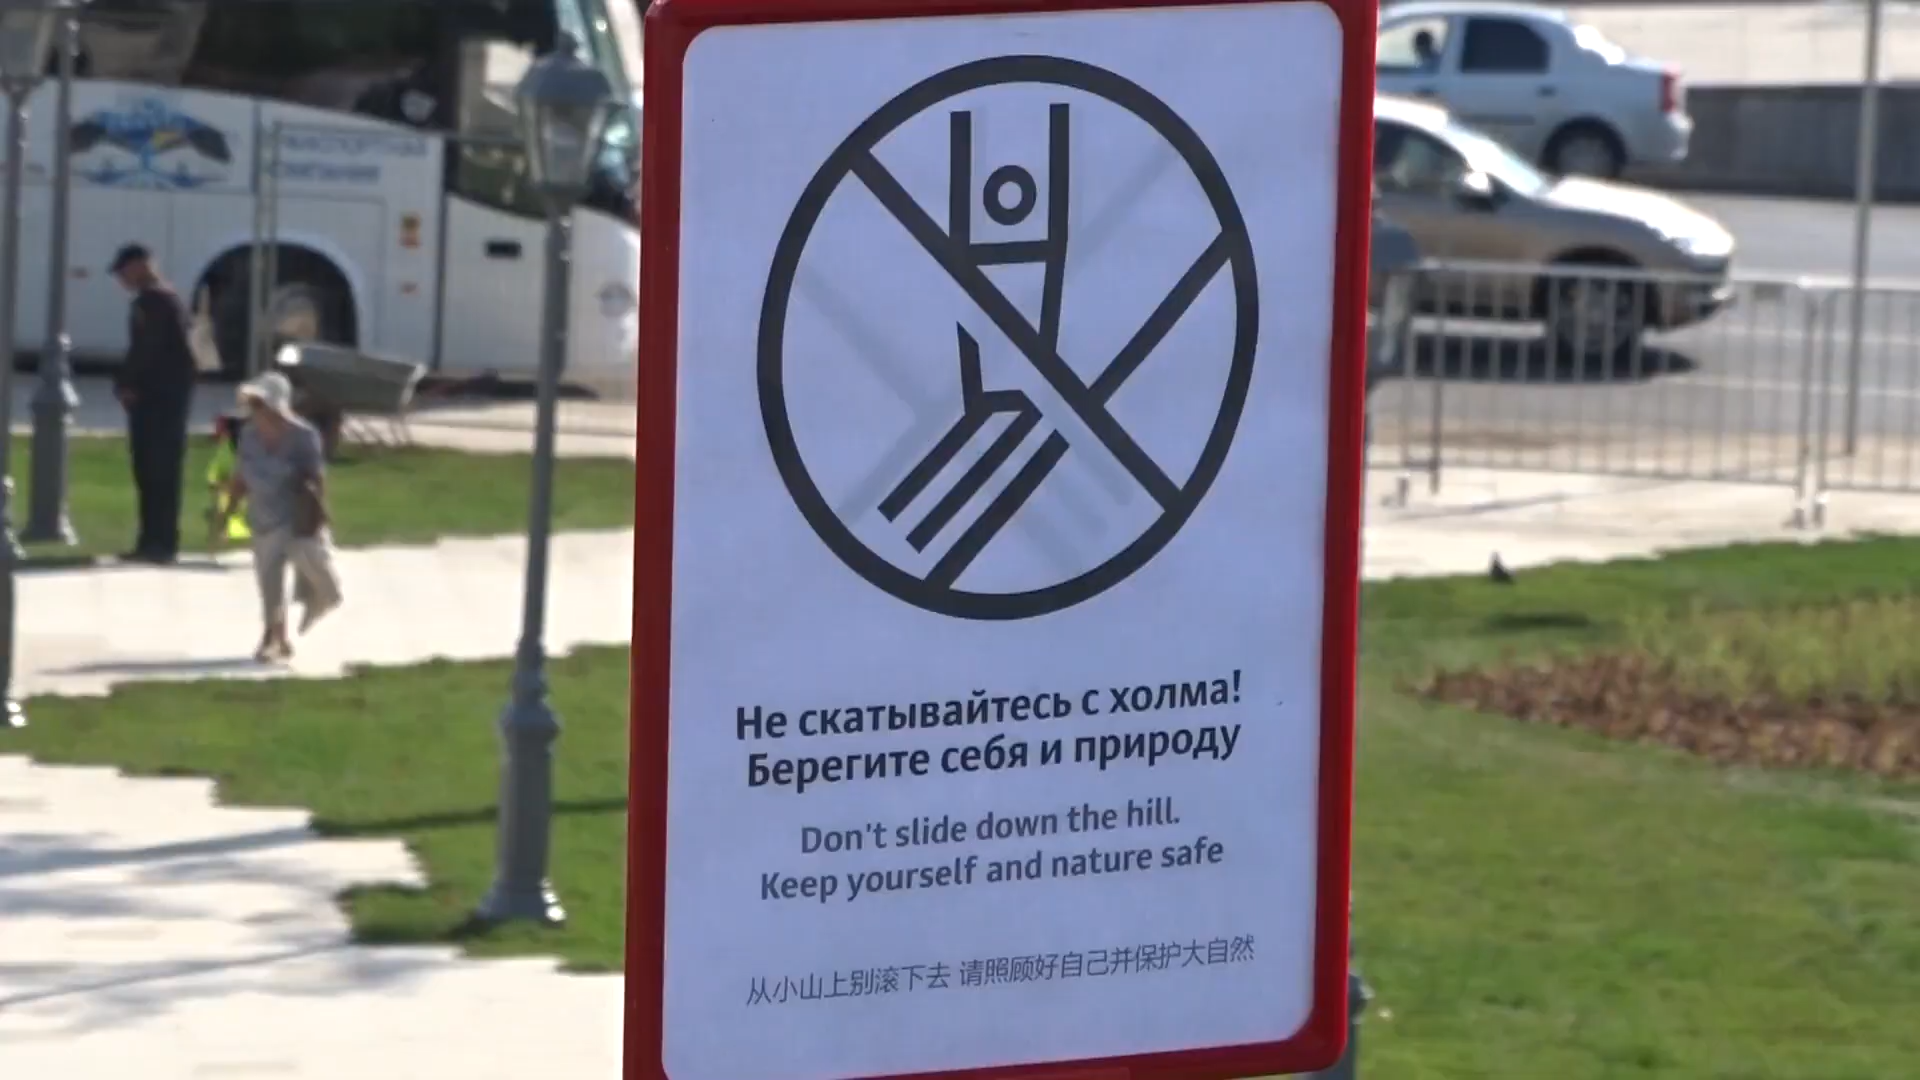 Не скатывайтесь с холма!
Берегите себя и природу
Don't slide down the hill.
Keep yourself and nature safe
从小山上别滚下去 请照顾好自己并保护大自然